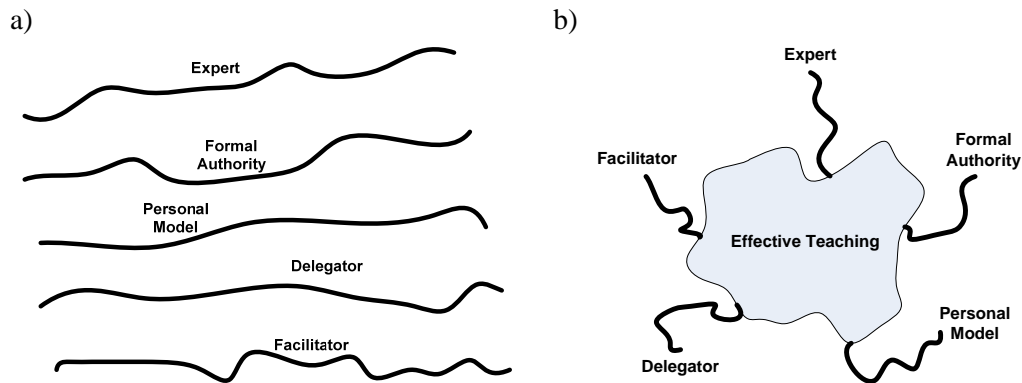 a)
Expert
Formal
Authority
Personal
Model
Delegator
Facilitator
b)
Expert
Formal
Authority
Facilitator
Effective Teaching
Personal
Model
Delegator